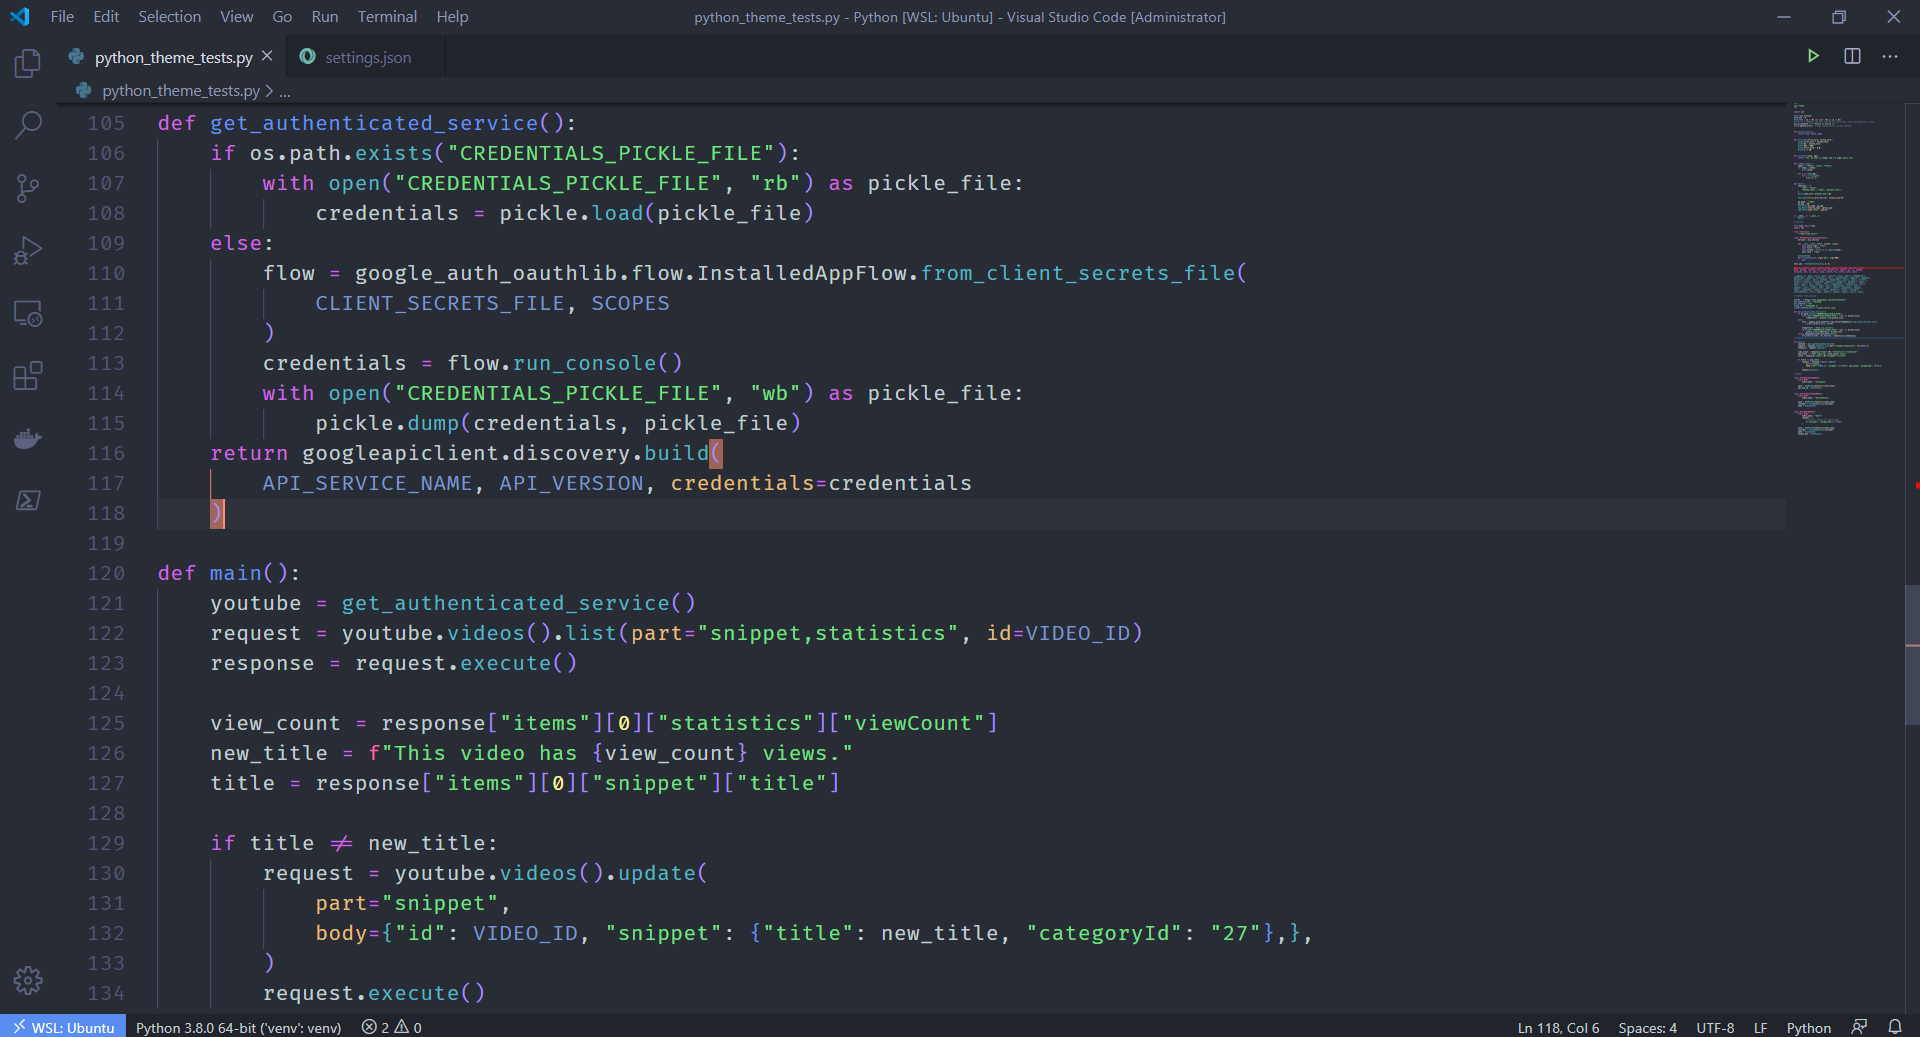 File Edit Selection View Go Run Terminal Help
python_theme_tests.py - Python [WSL: Ubuntu] - Visual Studio Code [Administrator]
python_theme_tests.py
settings.json
python_theme_tests.py > ...
105 def get_authenticated_service():
106     if os.path.exists("CREDENTIALS_PICKLE_FILE"):
107         with open("CREDENTIALS_PICKLE_FILE", "rb") as pickle_file:
108             credentials = pickle.load(pickle_file)
109     else:
110         flow = google_auth_oauthlib.flow.InstalledAppFlow.from_client_secrets_file(
111             CLIENT_SECRETS_FILE, SCOPES
112         )
113         credentials = flow.run_console()
114         with open("CREDENTIALS_PICKLE_FILE", "wb") as pickle_file:
115             pickle.dump(credentials, pickle_file)
116     return googleapiclient.discovery.build(
117         API_SERVICE_NAME, API_VERSION, credentials=credentials
118     )
119
120 def main():
121     youtube = get_authenticated_service()
122     request = youtube.videos().list(part="snippet,statistics", id=VIDEO_ID)
123     response = request.execute()
124
125     view_count = response["items"][0]["statistics"]["viewCount"]
126     new_title = f"This video has {view_count} views."
127     title = response["items"][0]["snippet"]["title"]
128
129     if title ≠ new_title:
130         request = youtube.videos().update(
131             part="snippet",
132             body={"id": VIDEO_ID, "snippet": {"title": new_title, "categoryId": "27"},},
133         )
134         request.execute()
WSL: Ubuntu Python 3.8.0 64-bit ('venv': venv) 2 0 Ln 118, Col 6 Spaces: 4 UTF-8 LF Python